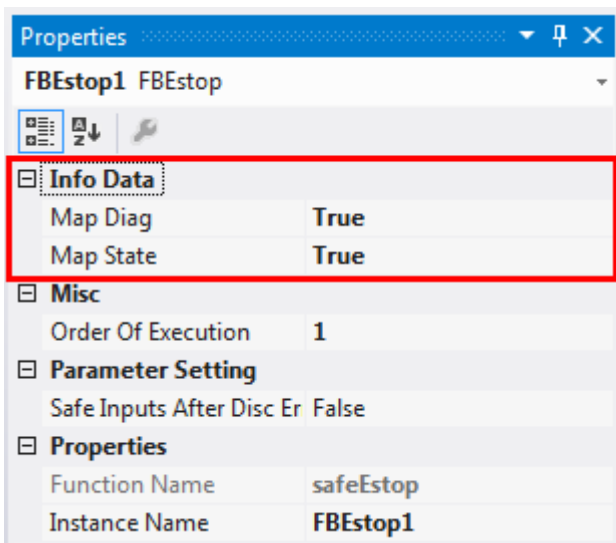 Properties
FBEstop1 FBEstop
Info Data
Map Diag True
Map State True
Misc
Order Of Execution 1
Parameter Setting
Safe Inputs After Disc Er False
Properties
Function Name safeEstop
Instance Name FBEstop1